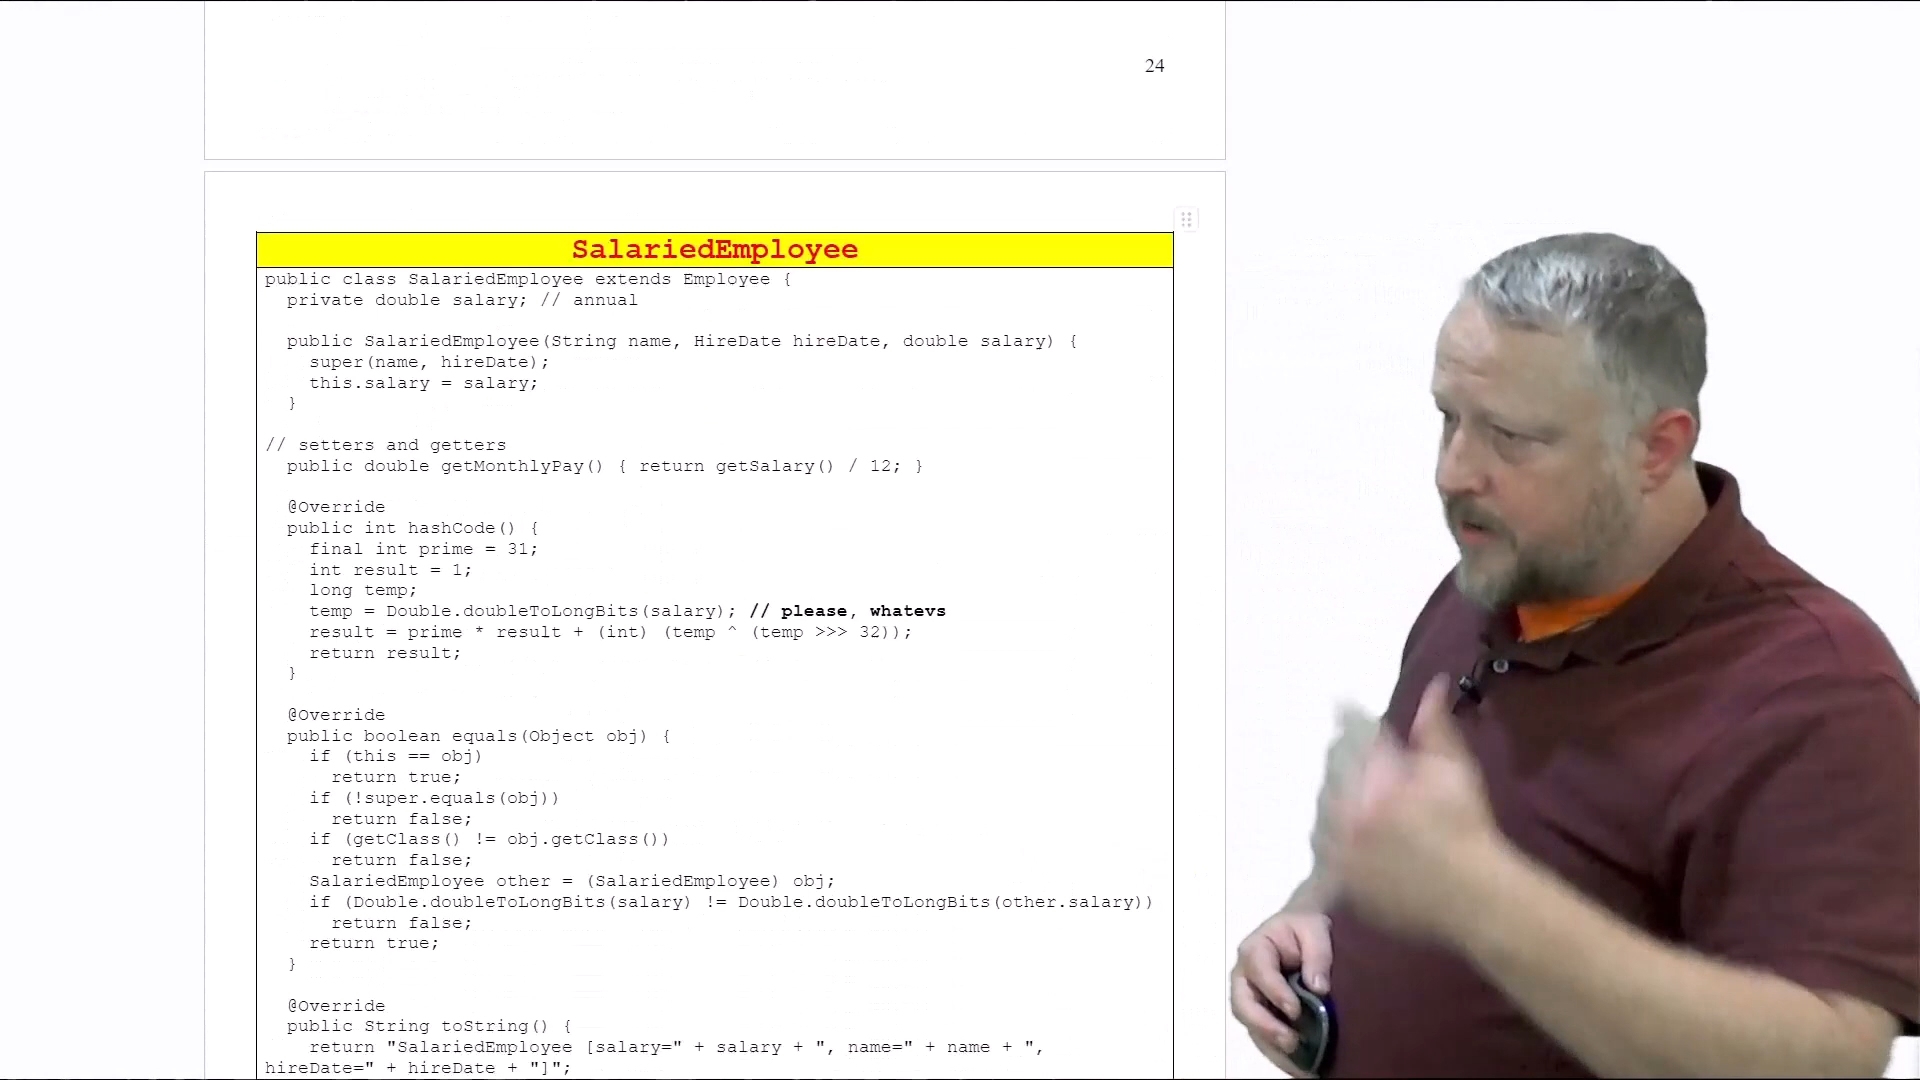 24
SalariedEmployee
public class SalariedEmployee extends Employee {
  private double salary; // annual
  public SalariedEmployee(String name, HireDate hireDate, double salary) {
    super(name, hireDate);
    this.salary = salary;
  }
// setters and getters
  public double getMonthlyPay() { return getSalary() / 12; }
  @Override
  public int hashCode() {
    final int prime = 31;
    int result = 1;
    long temp;
    temp = Double.doubleToLongBits(salary); // please, whatevs
    result = prime * result + (int) (temp ^ (temp >>> 32));
    return result;
  }
  @Override
  public boolean equals(Object obj) {
    if (this == obj)
      return true;
    if (!super.equals(obj))
      return false;
    if (getClass() != obj.getClass())
      return false;
    SalariedEmployee other = (SalariedEmployee) obj;
    if (Double.doubleToLongBits(salary) != Double.doubleToLongBits(other.salary))
      return false;
    return true;
  }
  @Override
  public String toString() {
    return "SalariedEmployee [salary=" + salary + ", name=" + name + ",
hireDate=" + hireDate + "]";